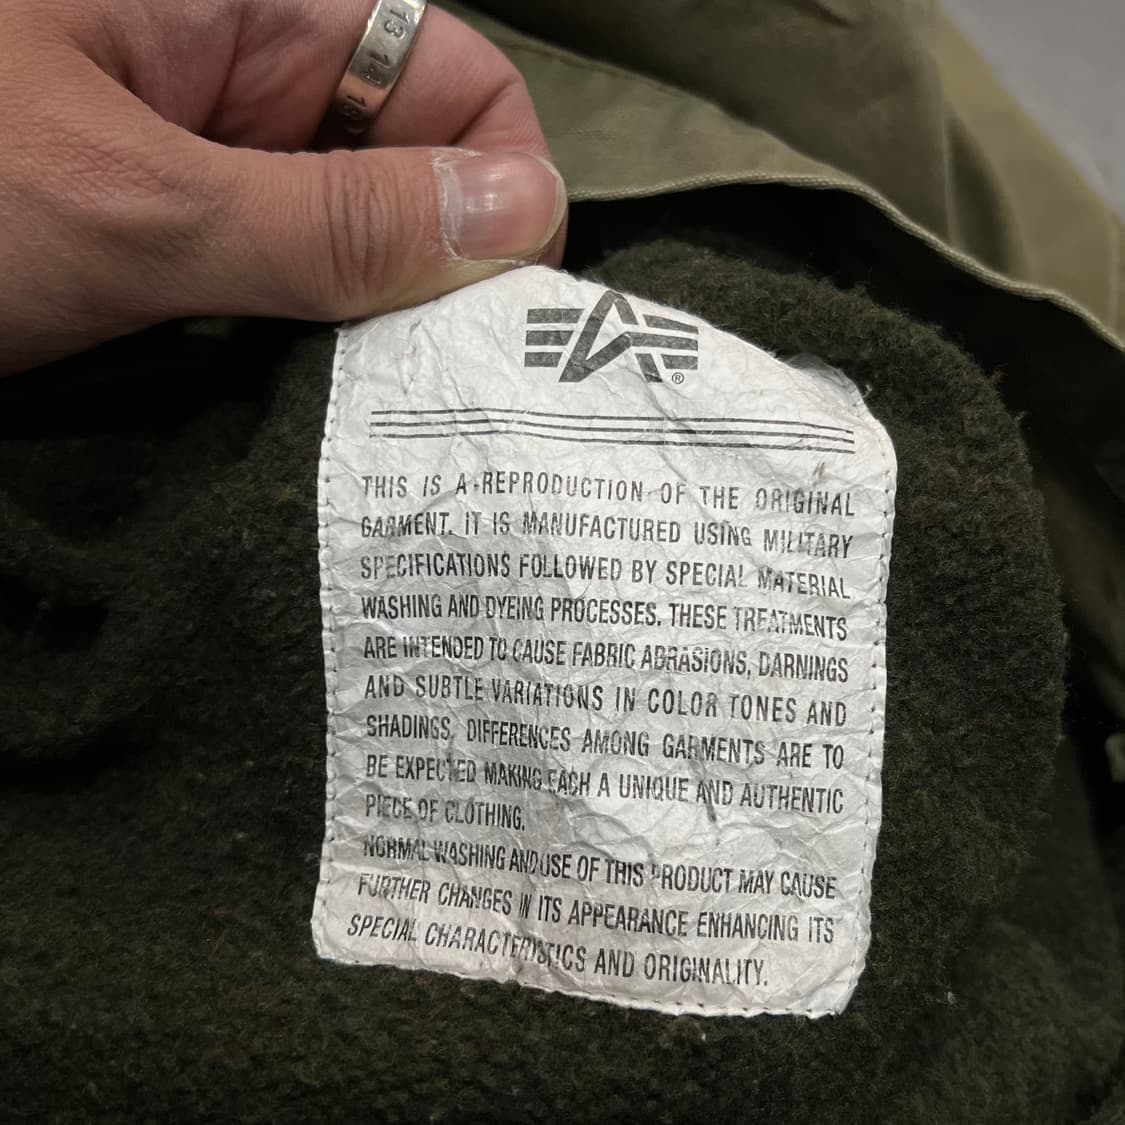 13 14
®
THIS IS A REPRODUCTION OF THE ORIGINAL
GARMENT. IT IS MANUFACTURED USING MILITARY
SPECIFICATIONS FOLLOWED BY SPECIAL MATERIAL
WASHING AND DYEING PROCESSES. THESE TREATMENTS
ARE INTENDED TO CAUSE FABRIC ABRASIONS, DARNINGS
AND SUBTLE VARIATIONS IN COLOR TONES AND
SHADINGS. DIFFERENCES AMONG GARMENTS ARE TO
BE EXPECTED MAKING EACH A UNIQUE AND AUTHENTIC
PIECE OF CLOTHING.
NORMAL WASHING AND USE OF THIS PRODUCT MAY CAUSE
FURTHER CHANGES IN ITS APPEARANCE ENHANCING ITS
SPECIAL CHARACTERISTICS AND ORIGINALITY.